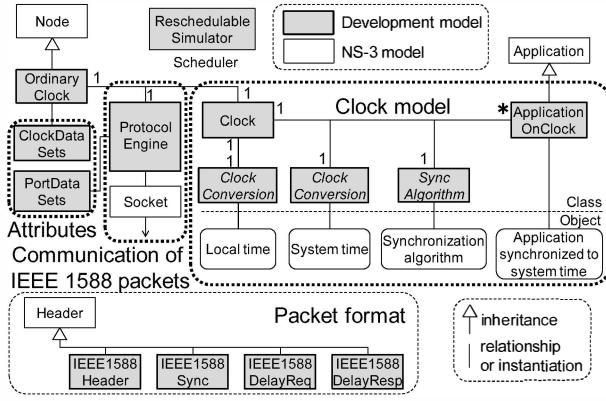 Node
Reschedulable
Simulator
Scheduler
Development model
NS-3 model
Application
Ordinary
Clock
1
1
1
1
Protocol
Engine
Clock
1
Clock model
*
Application
OnClock
ClockData
Sets
PortData
Sets
1
1
Clock
Conversion
1
Clock
Conversion
1
Sync
Algorithm
Socket
Class
Object
Attributes
Communication of
IEEE 1588 packets
Local time
System time
Synchronization
algorithm
Application
synchronized to
system time
Header
Packet format
IEEE1588
Header
IEEE1588
Sync
IEEE1588
DelayReq
IEEE1588
DelayResp
inheritance
relationship
or instantiation